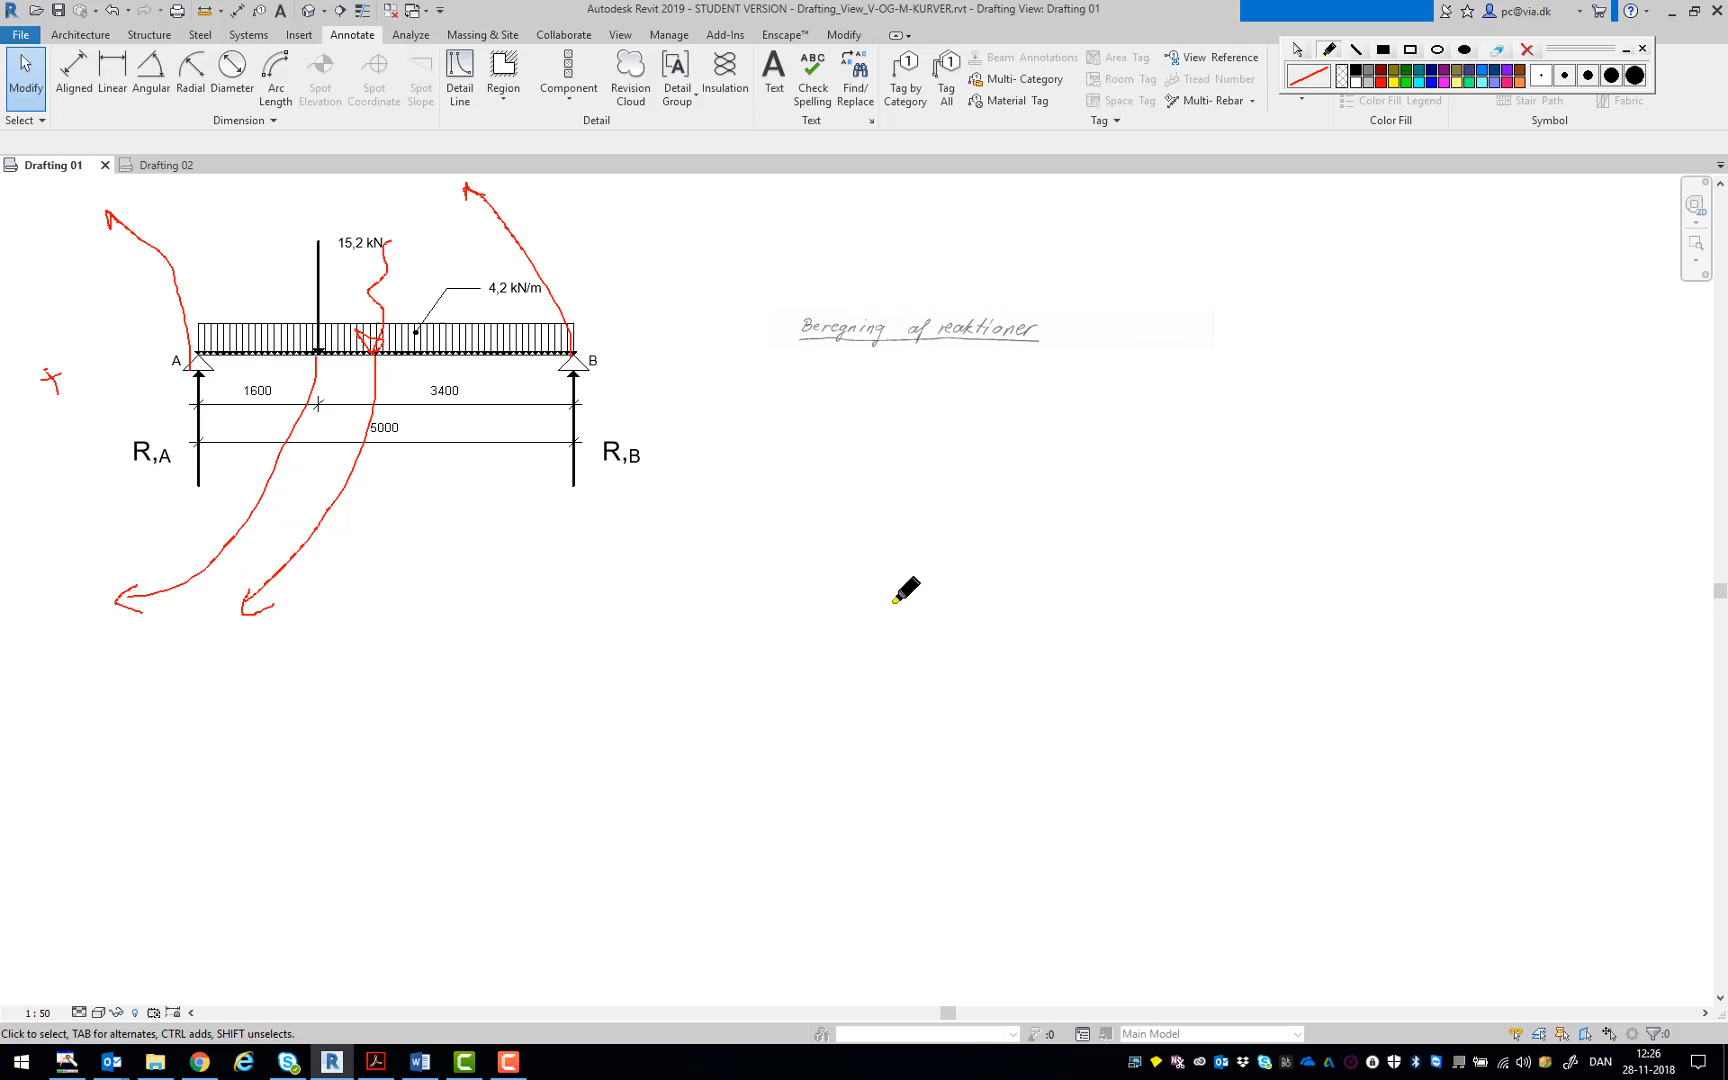 Autodesk Revit 2019 - STUDENT VERSION - Drafting_View_V-OG-M-KURVER.rvt - Drafting View: Drafting 01
pc@via.dk
File Architecture Structure Steel Systems Insert Annotate Analyze Massing & Site Collaborate View Manage Add-Ins Enscape™ Modify
Modify
Aligned Linear Angular Radial Diameter Arc Length Spot Elevation Spot Coordinate Spot Slope
Detail Line Region Component Revision Cloud Detail Group Insulation
Text Check Spelling Find/ Replace
Tag by Category Tag All
Beam Annotations Area Tag View Reference
Multi- Category Room Tag Tread Number
Material Tag Space Tag Multi- Rebar
Color Fill Legend Stair Path Fabric
Select Dimension Detail Text Tag Color Fill Symbol
Drafting 01 Drafting 02
2D
15,2 kN
4,2 kN/m
Beregning af reaktioner
A B
1600 3400
5000
R,A R,B
1 : 50
Click to select, TAB for alternates, CTRL adds, SHIFT unselects.
:0 Main Model :0
DAN
12:26
28-11-2018